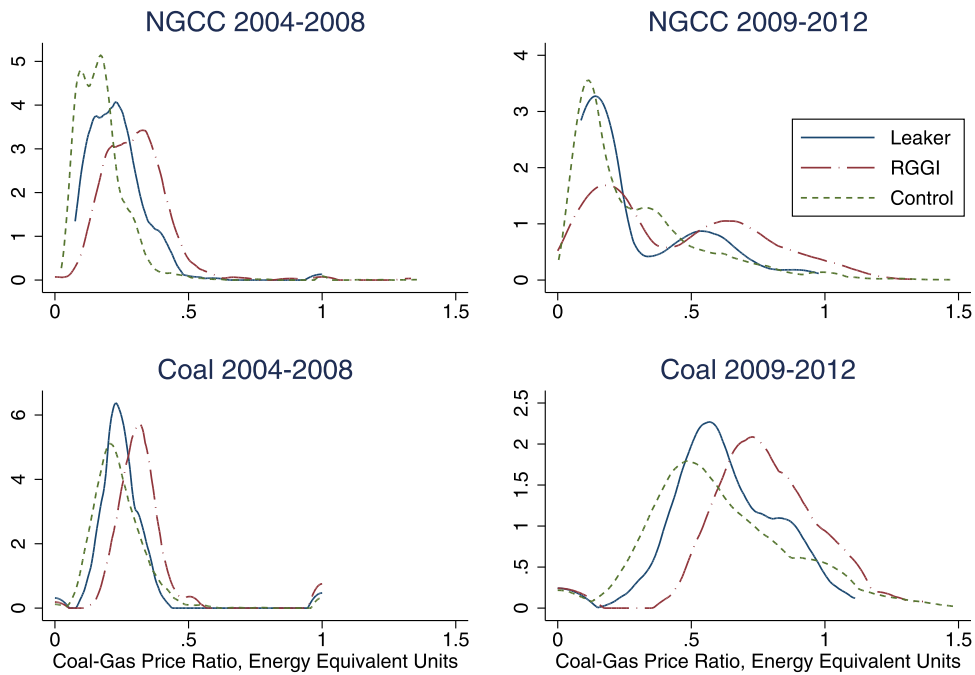 NGCC 2004-2008
5
4
3
2
1
0
0 .5 1 1.5
NGCC 2009-2012
4
3
2
1
0
0 .5 1 1.5
Leaker
RGGI
Control
Coal 2004-2008
6
4
2
0
0 .5 1 1.5
Coal-Gas Price Ratio, Energy Equivalent Units
Coal 2009-2012
2.5
2
1.5
1
.5
0
0 .5 1 1.5
Coal-Gas Price Ratio, Energy Equivalent Units